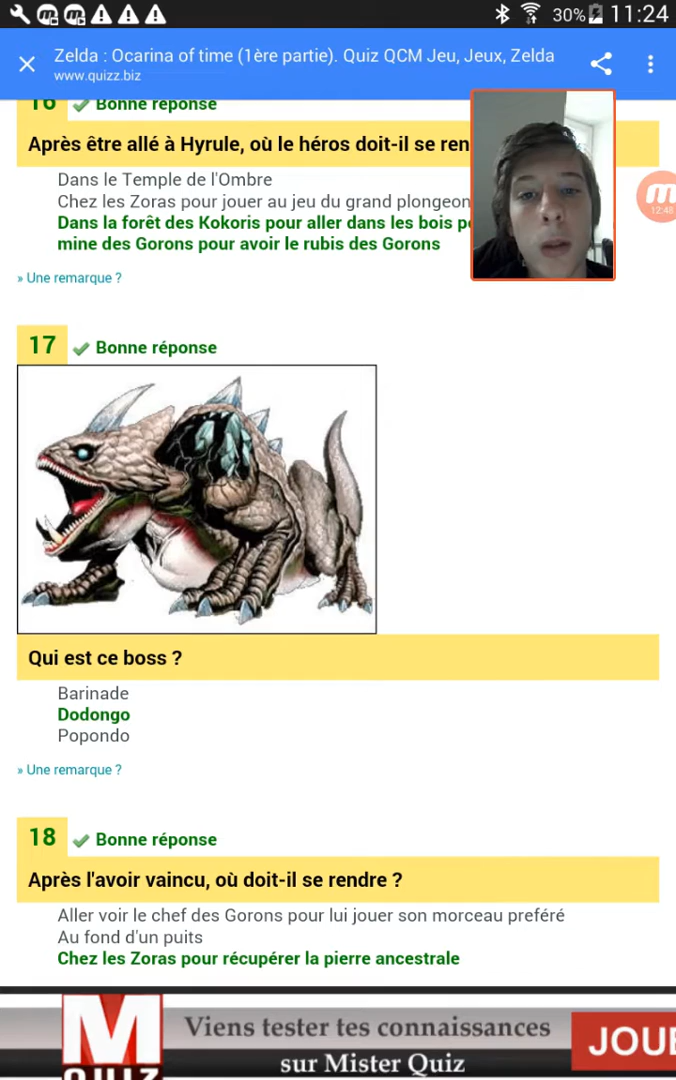 30% 11:24
Zelda : Ocarina of time (1ère partie). Quiz QCM Jeu, Jeux, Zelda
www.quizz.biz
16 Bonne réponse
Après être allé à Hyrule, où le héros doit-il se ren
Dans le Temple de l'Ombre
Chez les Zoras pour jouer au jeu du grand plongeon
Dans la forêt des Kokoris pour aller dans les bois p
mine des Gorons pour avoir le rubis des Gorons
» Une remarque ?
12:48
17 Bonne réponse
Qui est ce boss ?
Barinade
Dodongo
Popondo
» Une remarque ?
18 Bonne réponse
Après l'avoir vaincu, où doit-il se rendre ?
Aller voir le chef des Gorons pour lui jouer son morceau preféré
Au fond d'un puits
Chez les Zoras pour récupérer la pierre ancestrale
M QUIZ
Viens tester tes connaissances
sur Mister Quiz
JOUE